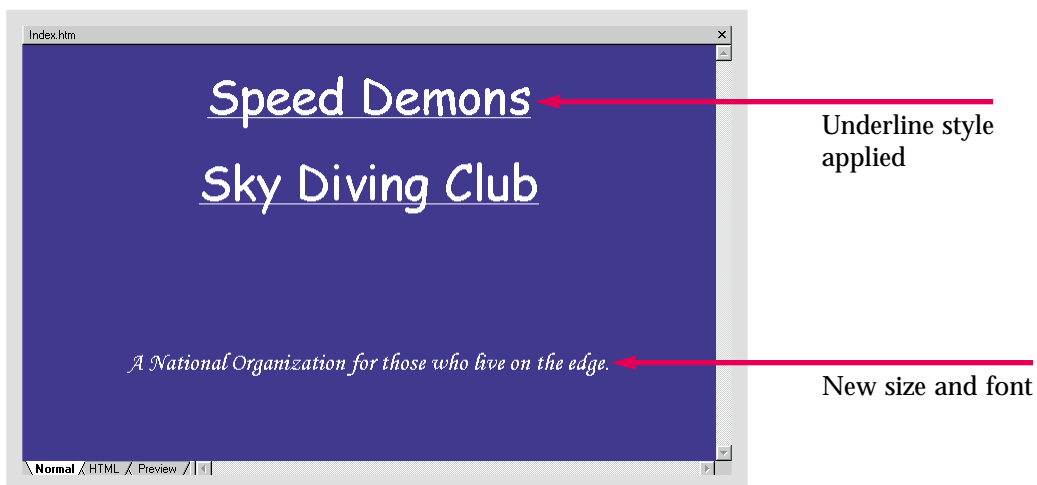 Index.htm
Speed Demons
Underline style
applied
Sky Diving Club
A National Organization for those who live on the edge.
New size and font
Normal HTML Preview